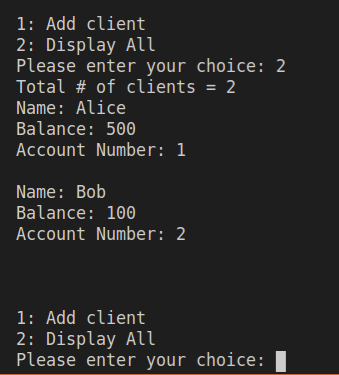 1: Add client
2: Display All
Please enter your choice: 2
Total # of clients = 2
Name: Alice
Balance: 500
Account Number: 1
Name: Bob
Balance: 100
Account Number: 2
1: Add client
2: Display All
Please enter your choice: